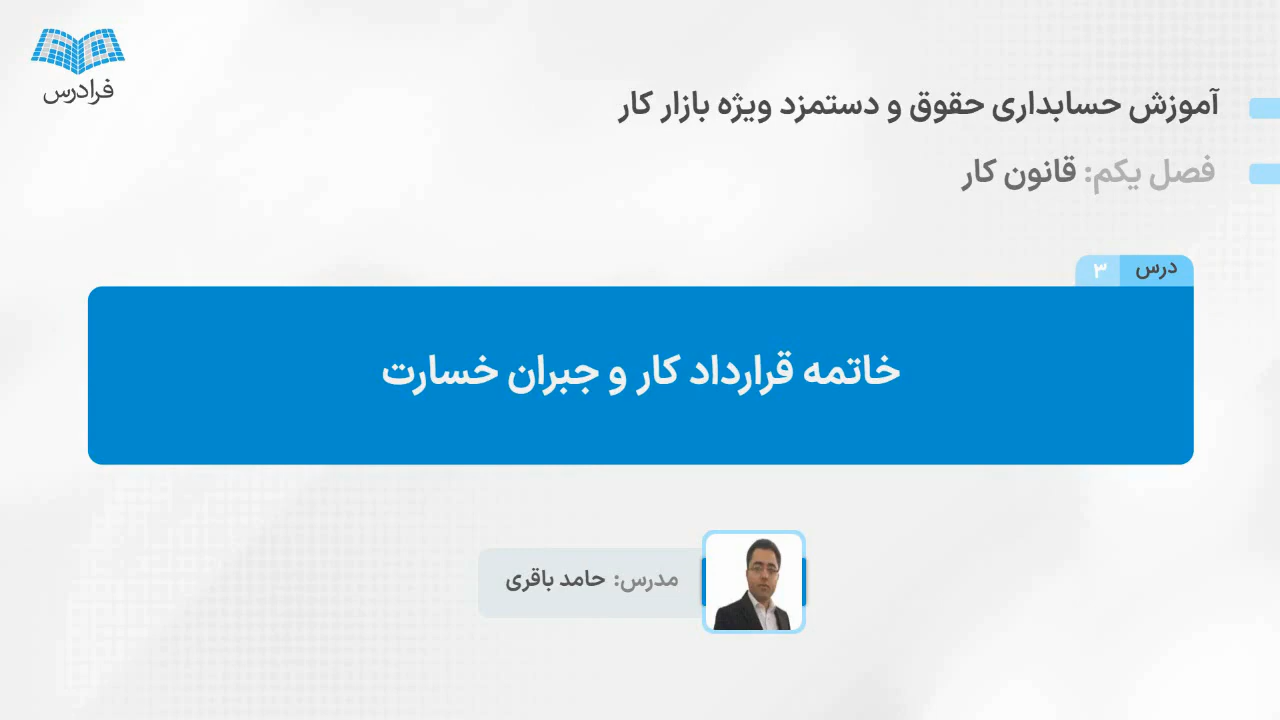 فرادرس
آموزش حسابداری حقوق و دستمزد ویژه بازار کار
فصل یکم: قانون کار
درس ۳
خاتمه قرارداد کار و جبران خسارت
مدرس: حامد باقری